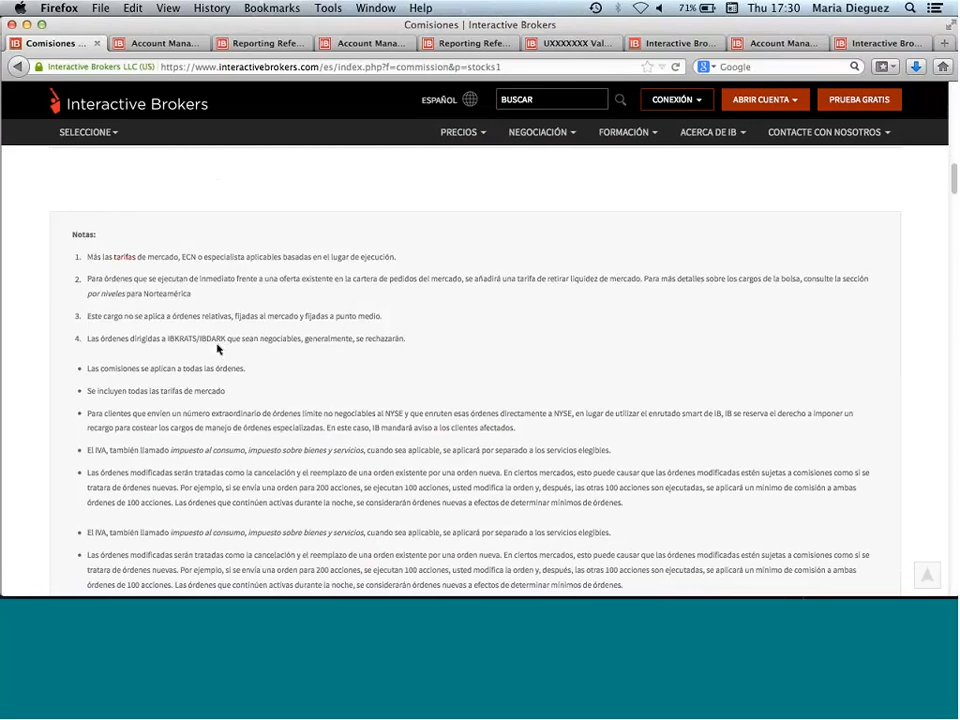 Firefox File Edit View History Bookmarks Tools Window Help 71% Thu 17:30 Maria Dieguez
Comisiones | Interactive Brokers
Comisiones ... Account Mana... Reporting Refe... Account Mana... Reporting Refe... UXXXXXXX Val... Interactive Bro... Account Mana... Interactive Bro...
Interactive Brokers LLC (US) https://www.interactivebrokers.com/es/index.php?f=commission&p=stocks1 Google
Interactive Brokers ESPAÑOL BUSCAR CONEXIÓN ABRIR CUENTA PRUEBA GRATIS
SELECCIONE PRECIOS NEGOCIACIÓN FORMACIÓN ACERCA DE IB CONTACTE CON NOSOTROS
Notas:
1. Más las tarifas de mercado, ECN o especialista aplicables basadas en el lugar de ejecución.
2. Para órdenes que se ejecutan de inmediato frente a una oferta existente en la cartera de pedidos del mercado, se añadirá una tarifa de retirar liquidez de mercado. Para más detalles sobre los cargos de la bolsa, consulte la sección
por niveles para Norteamérica
3. Este cargo no se aplica a órdenes relativas, fijadas al mercado y fijadas a punto medio.
4. Las órdenes dirigidas a IBKRATS/IBDARK que sean negociables, generalmente, se rechazarán.
• Las comisiones se aplican a todas las órdenes.
• Se incluyen todas las tarifas de mercado
• Para clientes que envíen un número extraordinario de órdenes límite no negociables al NYSE y que enruten esas órdenes directamente a NYSE, en lugar de utilizar el enrutado smart de IB, IB se reserva el derecho a imponer un
recargo para costear los cargos de manejo de órdenes especializadas. En este caso, IB mandará aviso a los clientes afectados.
• El IVA, también llamado impuesto al consumo, impuesto sobre bienes y servicios, cuando sea aplicable, se aplicará por separado a los servicios elegibles.
• Las órdenes modificadas serán tratadas como la cancelación y el reemplazo de una orden existente por una orden nueva. En ciertos mercados, esto puede causar que las órdenes modificadas estén sujetas a comisiones como si se
tratara de órdenes nuevas. Por ejemplo, si se envía una orden para 200 acciones, se ejecutan 100 acciones, usted modifica la orden y, después, las otras 100 acciones son ejecutadas, se aplicará un mínimo de comisión a ambas
órdenes de 100 acciones. Las órdenes que continúen activas durante la noche, se considerarán órdenes nuevas a efectos de determinar mínimos de órdenes.
• El IVA, también llamado impuesto al consumo, impuesto sobre bienes y servicios, cuando sea aplicable, se aplicará por separado a los servicios elegibles.
• Las órdenes modificadas serán tratadas como la cancelación y el reemplazo de una orden existente por una orden nueva. En ciertos mercados, esto puede causar que las órdenes modificadas estén sujetas a comisiones como si se
tratara de órdenes nuevas. Por ejemplo, si se envía una orden para 200 acciones, se ejecutan 100 acciones, usted modifica la orden y, después, las otras 100 acciones son ejecutadas, se aplicará un mínimo de comisión a ambas
órdenes de 100 acciones. Las órdenes que continúen activas durante la noche, se considerarán órdenes nuevas a efectos de determinar mínimos de órdenes.